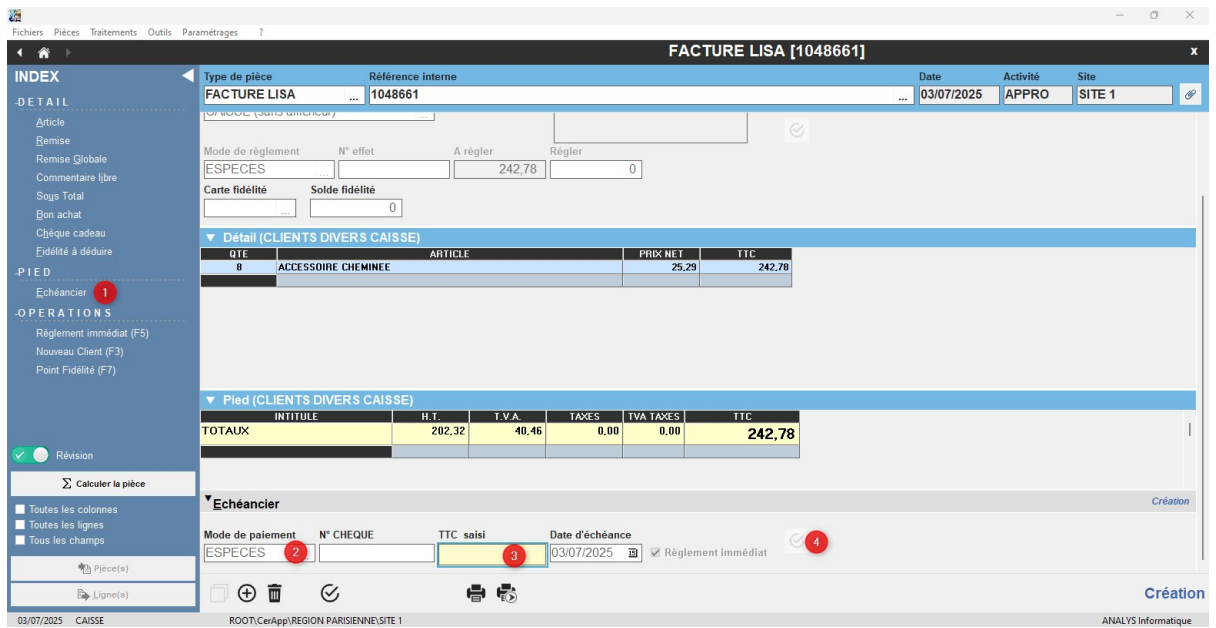 Fichiers Pièces Traitements Outils Paramétrages ?
FACTURE LISA [1048661] x
INDEX
-DETAIL
Article
Remise
Remise Globale
Commentaire libre
Sous Total
Bon achat
Chèque cadeau
Fidélité à déduire
-PIED
Echéancier 1
-OPERATIONS
Règlement immédiat (F5)
Nouveau Client (F3)
Point Fidélité (F7)
Révision
Σ Calculer la pièce
Toutes les colonnes
Toutes les lignes
Tous les champs
Pièce(s)
Ligne(s)
Type de pièce Référence interne Date Activité Site
FACTURE LISA ... 1048661 ... 03/07/2025 APPRO SITE 1
Mode de règlement N° effet A règler Régler
ESPECES ... 242,78 0
Carte fidélité Solde fidélité
... 0
Détail (CLIENTS DIVERS CAISSE)
QTE ARTICLE PRIX NET TTC
8 ACCESSOIRE CHEMINEE 25,29 242,78
Pied (CLIENTS DIVERS CAISSE)
INTITULE H.T. T.V.A. TAXES TVA TAXES TTC
TOTAUX 202,32 40,46 0,00 0,00 242,78
Echéancier Création
Mode de paiement N° CHEQUE TTC saisi Date d'échéance
ESPECES 2 3 03/07/2025 15 Règlement immédiat 4
Création
03/07/2025 CAISSE ROOT\CerApp\REGION PARISIENNE\SITE 1 ANALYS Informatique